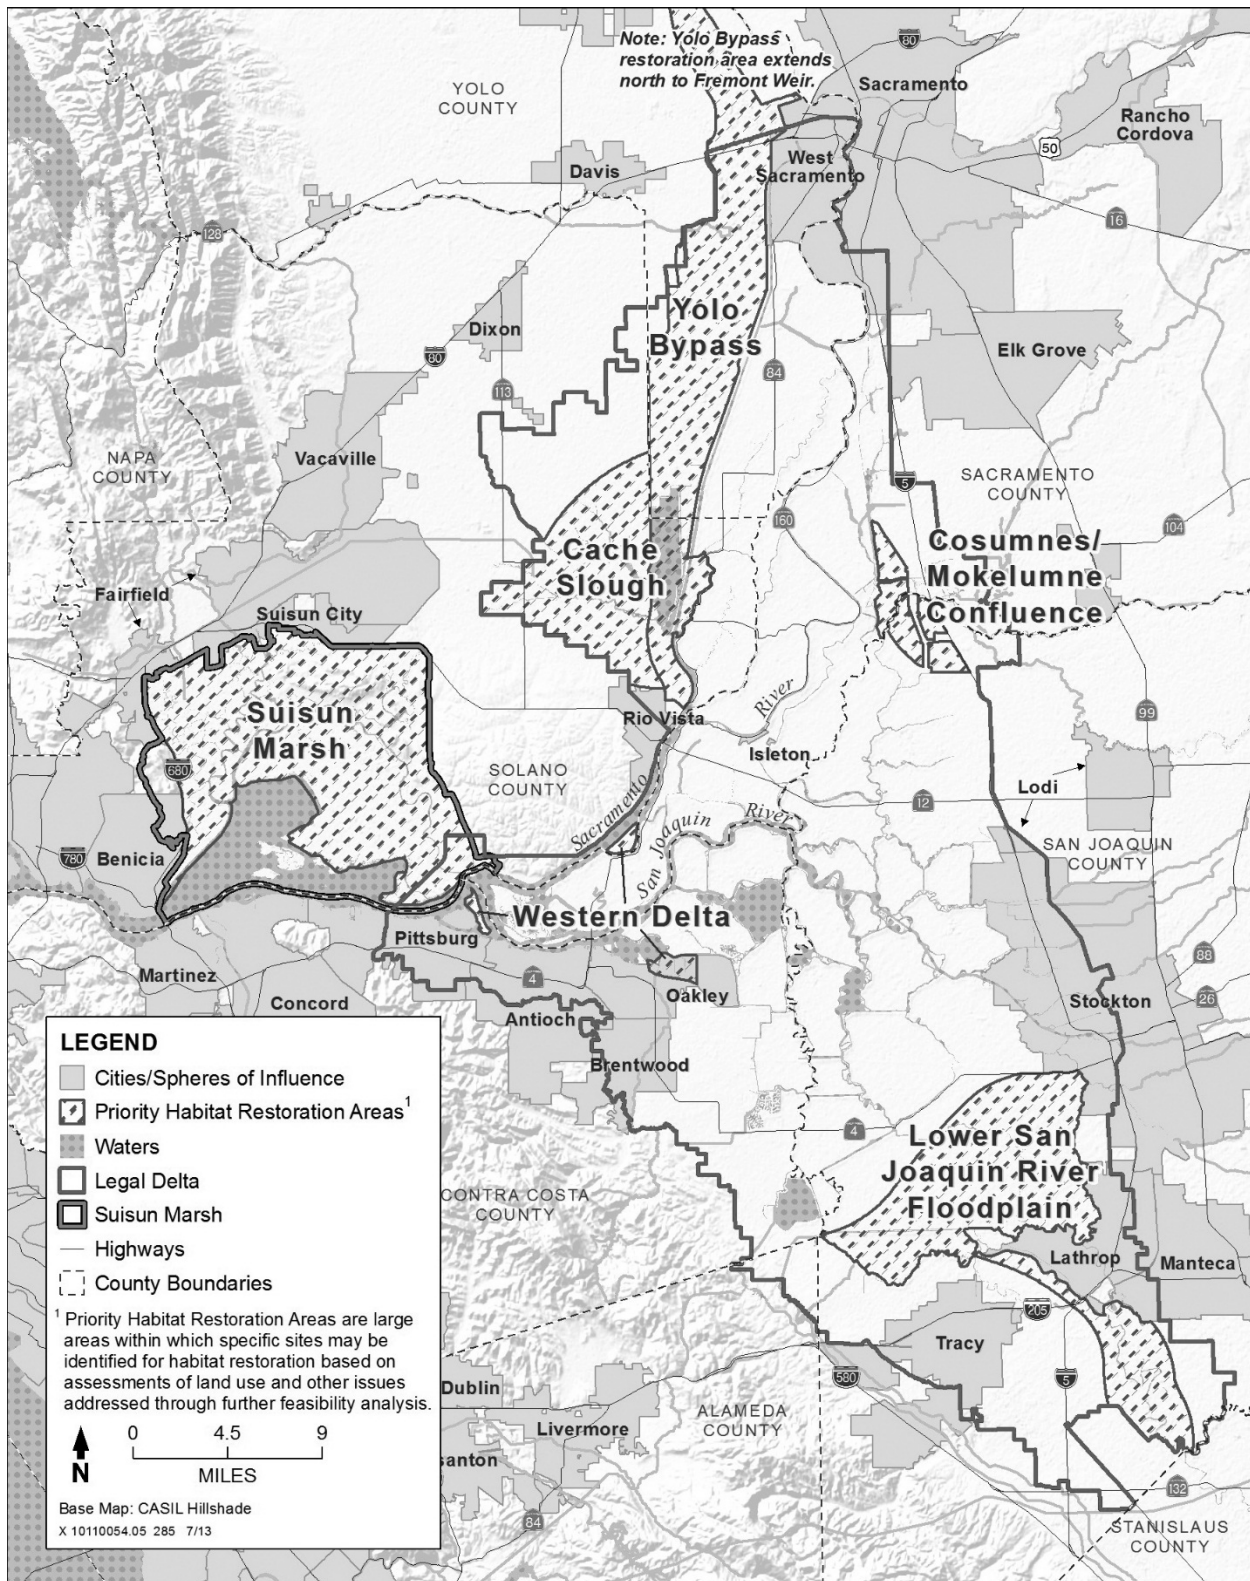 Note: Yolo Bypass
restoration area extends
north to Fremont Weir.
80
Sacramento
YOLO
COUNTY
Rancho
Cordova
50
Davis
West
Sacramento
128
16
Yolo
Bypass
Dixon
80
Elk Grove
84
113
Vacaville
NAPA
COUNTY
SACRAMENTO
COUNTY
5
160
104
Cache
Slough
Cosumnes/
Mokelumne
Confluence
Fairfield
Suisun City
Suisun
Marsh
River
Rio Vista
99
Isleton
680
SOLANO
COUNTY
Lodi
12
Sacramento
San Joaquin
River
SAN JOAQUIN
COUNTY
780
Benicia
Western Delta
Pittsburg
88
Martinez
4
Concord
Oakley
26
Stockton
Antioch
Brentwood
LEGEND
Cities/Spheres of Influence
Priority Habitat Restoration Areas1
Waters
Legal Delta
Suisun Marsh
Highways
County Boundaries
1 Priority Habitat Restoration Areas are large
areas within which specific sites may be
identified for habitat restoration based on
assessments of land use and other issues
addressed through further feasibility analysis.
0 4.5 9
MILES
N
Base Map: CASIL Hillshade
X 10110054.05 285 7/13
4
Lower San
Joaquin River
Floodplain
CONTRA COSTA
COUNTY
Lathrop
Manteca
205
Tracy
580
5
Dublin
Livermore
ALAMEDA
COUNTY
santon
132
84
STANISLAUS
COUNTY